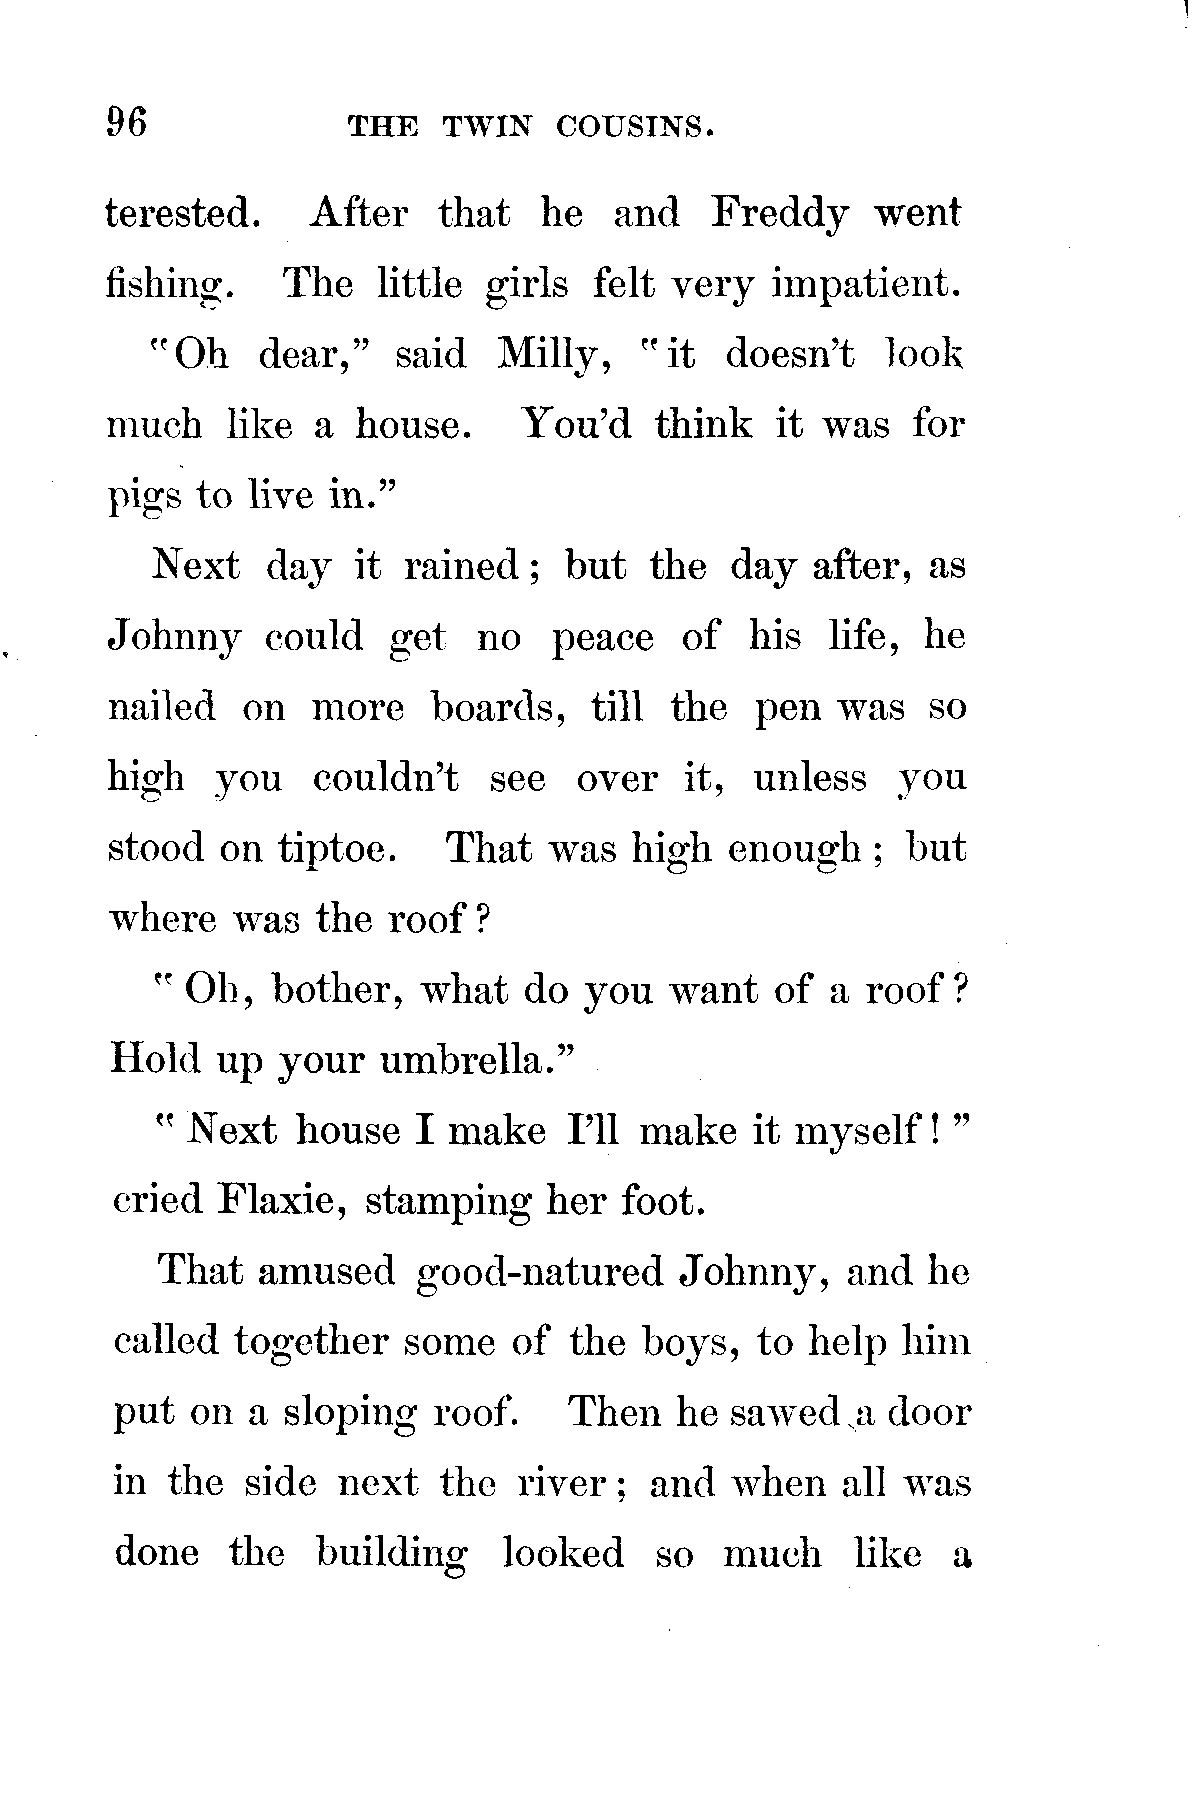 96 THE TWIN COUSINS.
terested. After that he and Freddy went
fishing. The little girls felt very impatient.
"Oh dear," said Milly, "it doesn't look
much like a house. You'd think it was for
pigs to live in."
Next day it rained; but the day after, as
Johnny could get no peace of his life, he
nailed on more boards, till the pen was so
high you couldn't see over it, unless you
stood on tiptoe. That was high enough; but
where was the roof?
"Oh, bother, what do you want of a roof?
Hold up your umbrella."
"Next house I make I'll make it myself!"
cried Flaxie, stamping her foot.
That amused good-natured Johnny, and he
called together some of the boys, to help him
put on a sloping roof. Then he sawed a door
in the side next the river; and when all was
done the building looked so much like a